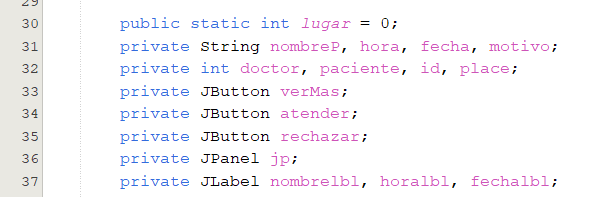 29
30 public static int lugar = 0;
31 private String nombreP, hora, fecha, motivo;
32 private int doctor, paciente, id, place;
33 private JButton verMas;
34 private JButton atender;
35 private JButton rechazar;
36 private JPanel jp;
37 private JLabel nombrelbl, horalbl, fechalbl;